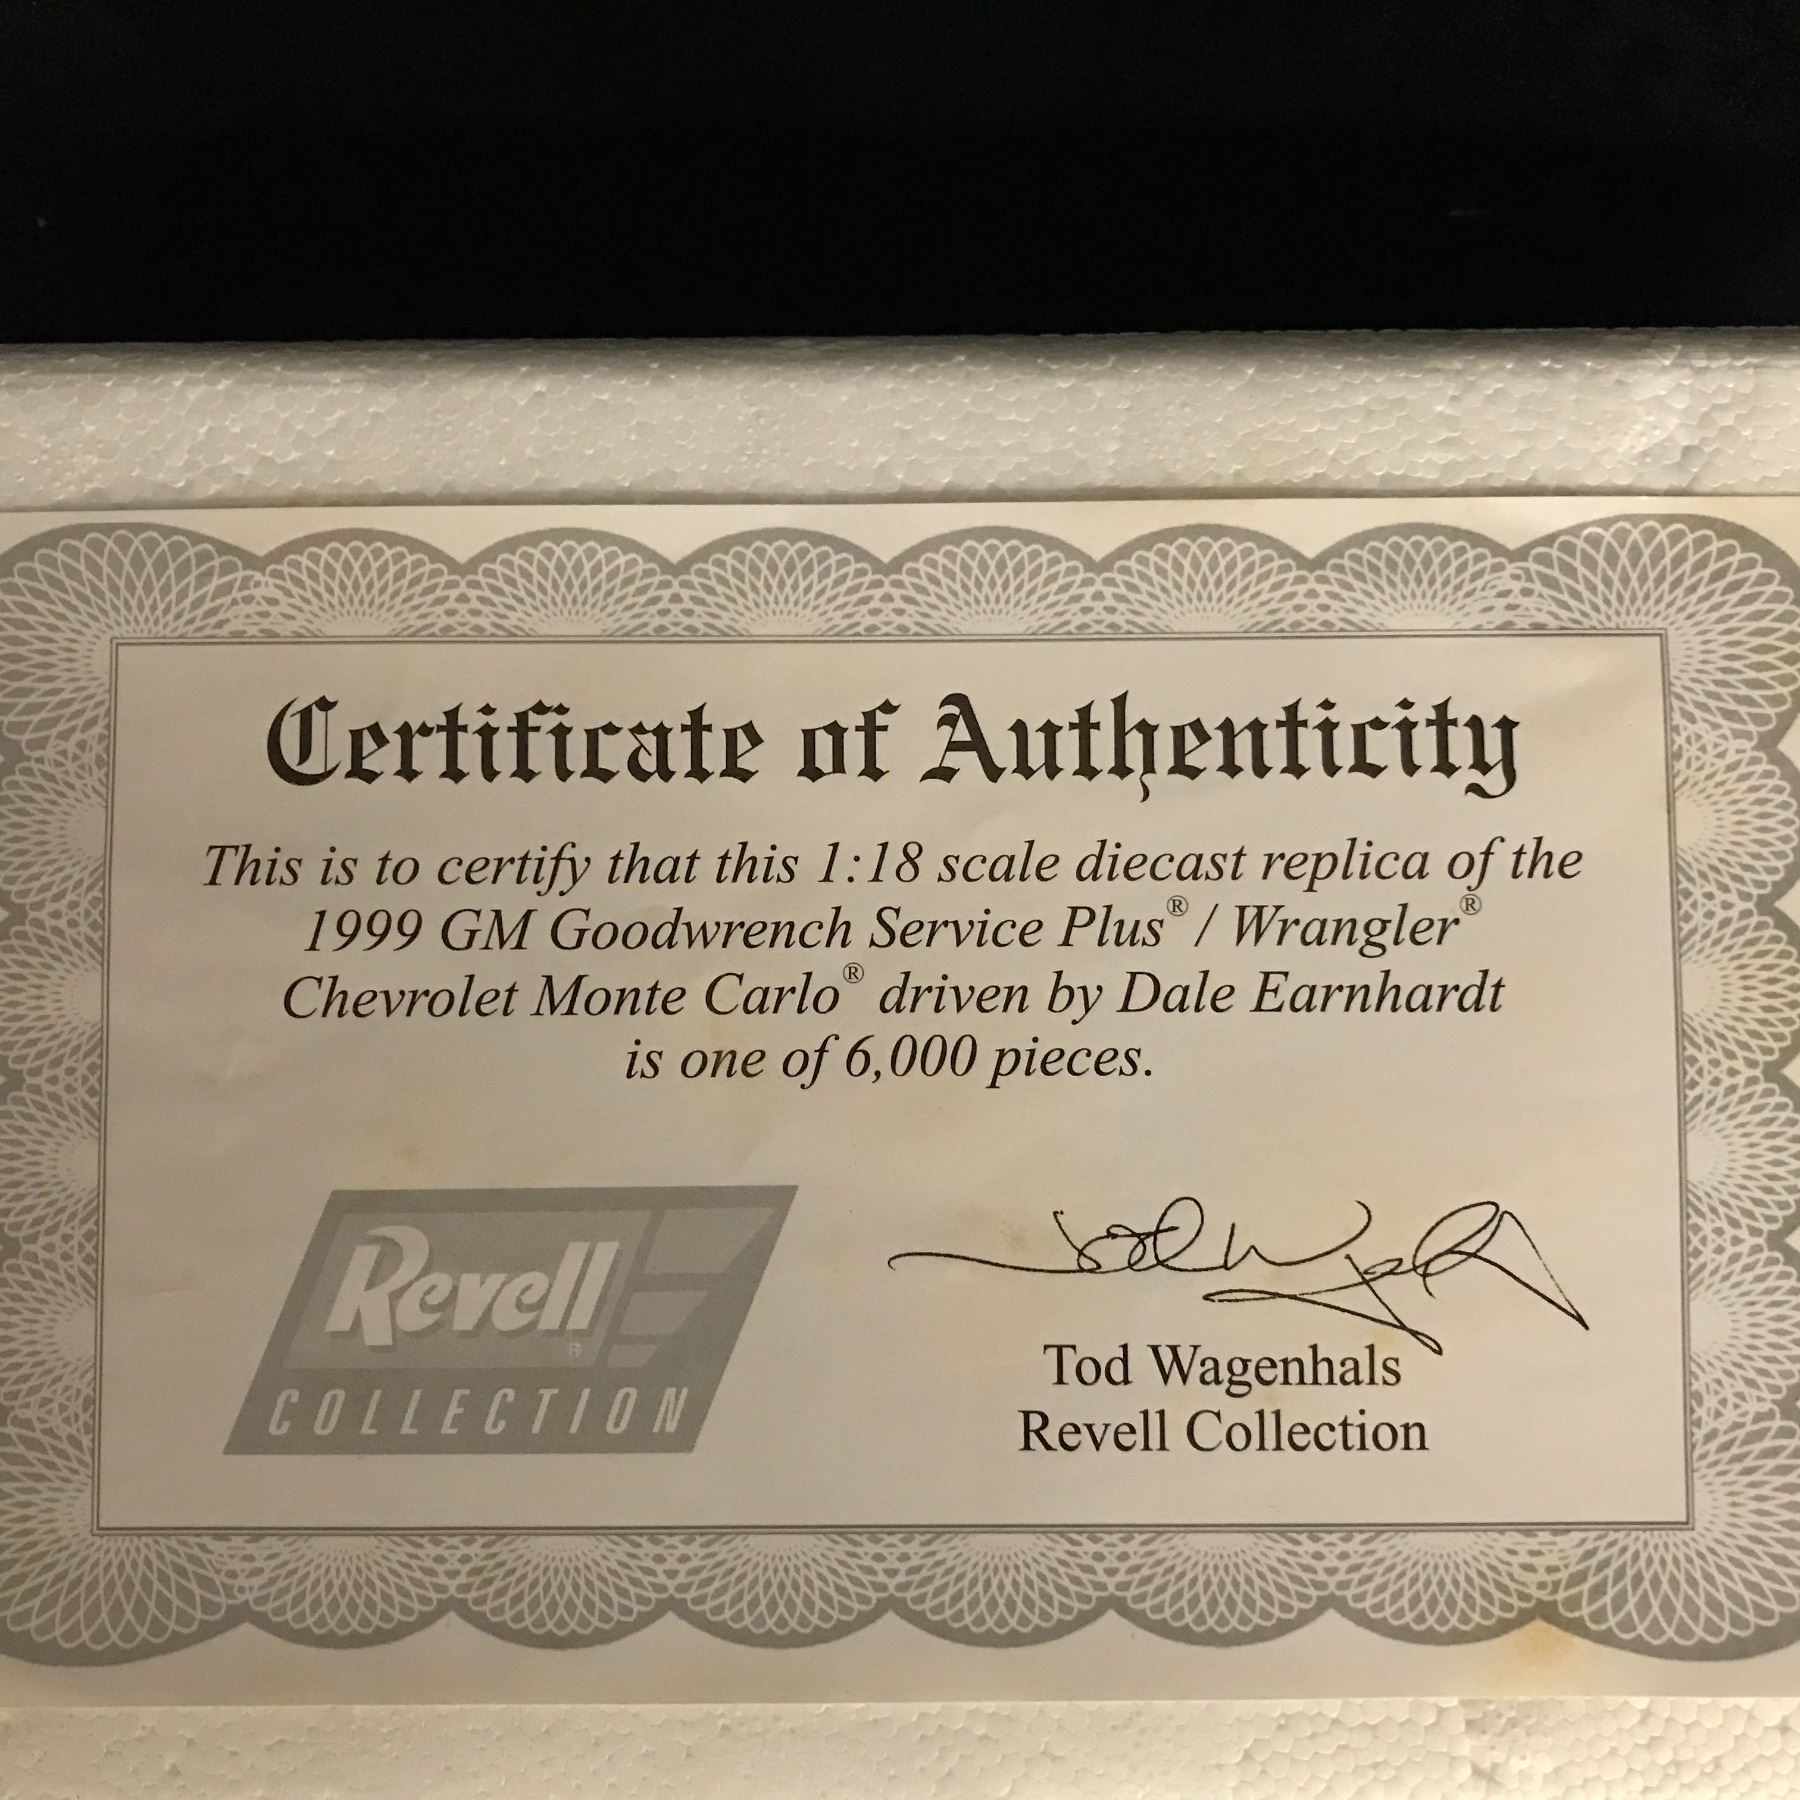 Certificate of Authenticity
This is to certify that this 1:18 scale diecast replica of the
1999 GM Goodwrench Service Plus® / Wrangler®
Chevrolet Monte Carlo® driven by Dale Earnhardt
is one of 6,000 pieces.
Revell®
COLLECTION
Tod Wagenhals
Tod Wagenhals
Revell Collection